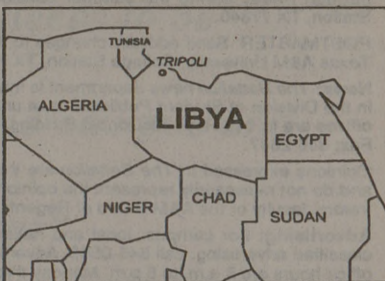 TUNISIA
TRIPOLI
ALGERIA
LIBYA
EGYPT
NIGER
CHAD
SUDAN